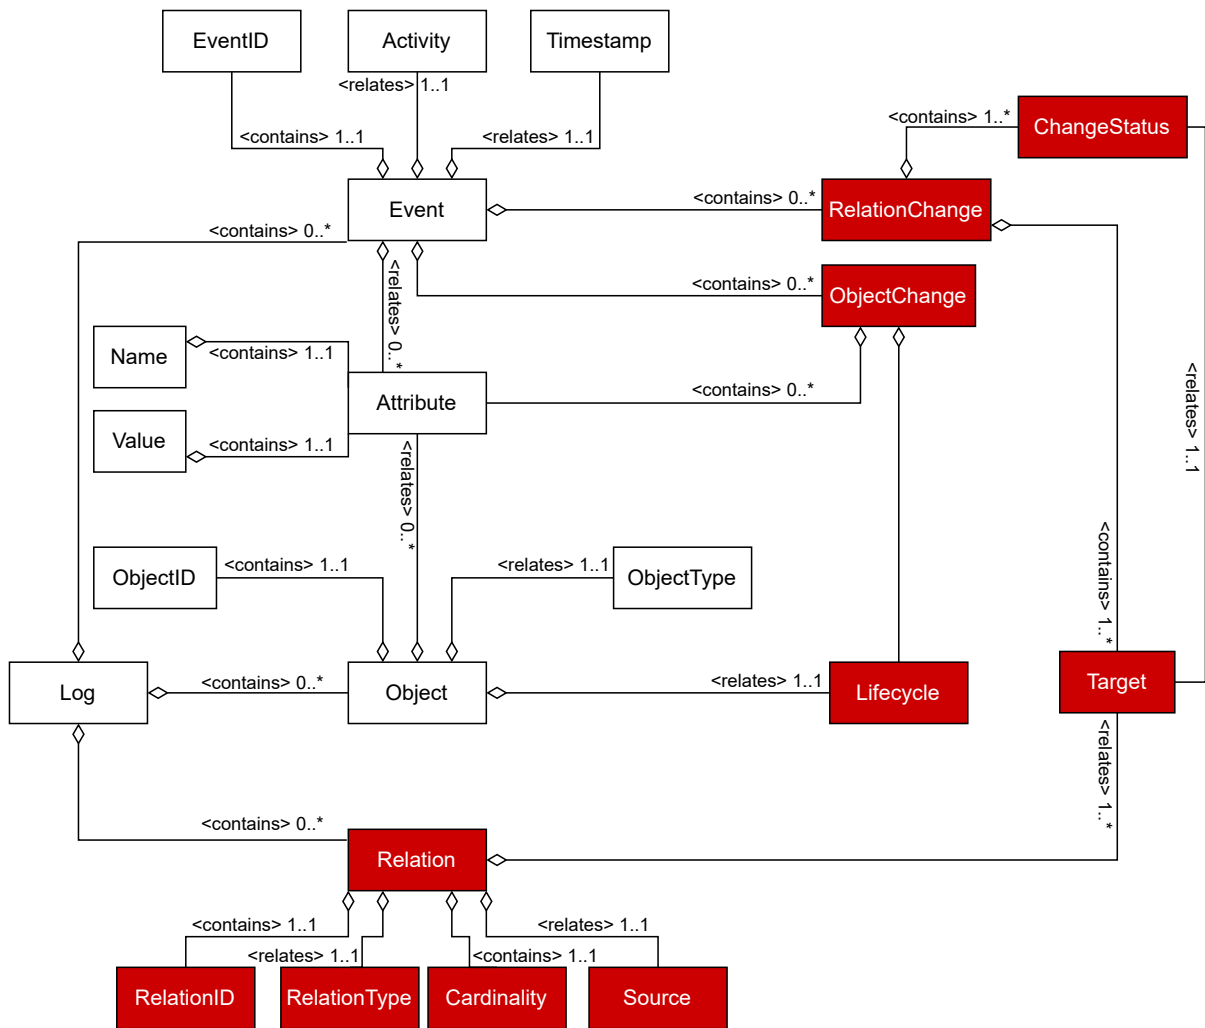 EventID
Activity
Timestamp
<relates> 1..1
<contains> 1..1
<relates> 1..1
<contains> 1..*
ChangeStatus
Event
<contains> 0..*
RelationChange
<contains> 0..*
<relates> 0..*
<contains> 0..*
ObjectChange
Name
<contains> 1..1
Attribute
<contains> 0..*
<relates> 1..1
Value
<contains> 1..1
<relates> 0..*
ObjectID
<contains> 1..1
<relates> 1..1
ObjectType
<contains> 1..*
Log
<contains> 0..*
Object
<relates> 1..1
Lifecycle
Target
<relates> 1..*
<contains> 0..*
Relation
<contains> 1..1
<relates> 1..1
<relates> 1..1
<contains> 1..1
RelationID
RelationType
Cardinality
Source